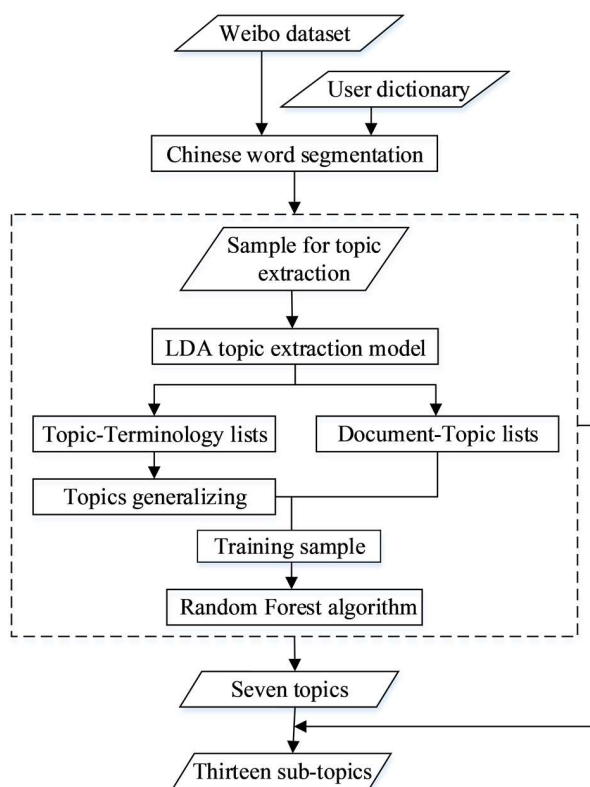 Weibo dataset
User dictionary
Chinese word segmentation
Sample for topic
extraction
LDA topic extraction model
Topic-Terminology lists
Document-Topic lists
Topics generalizing
Training sample
Random Forest algorithm
Seven topics
Thirteen sub-topics